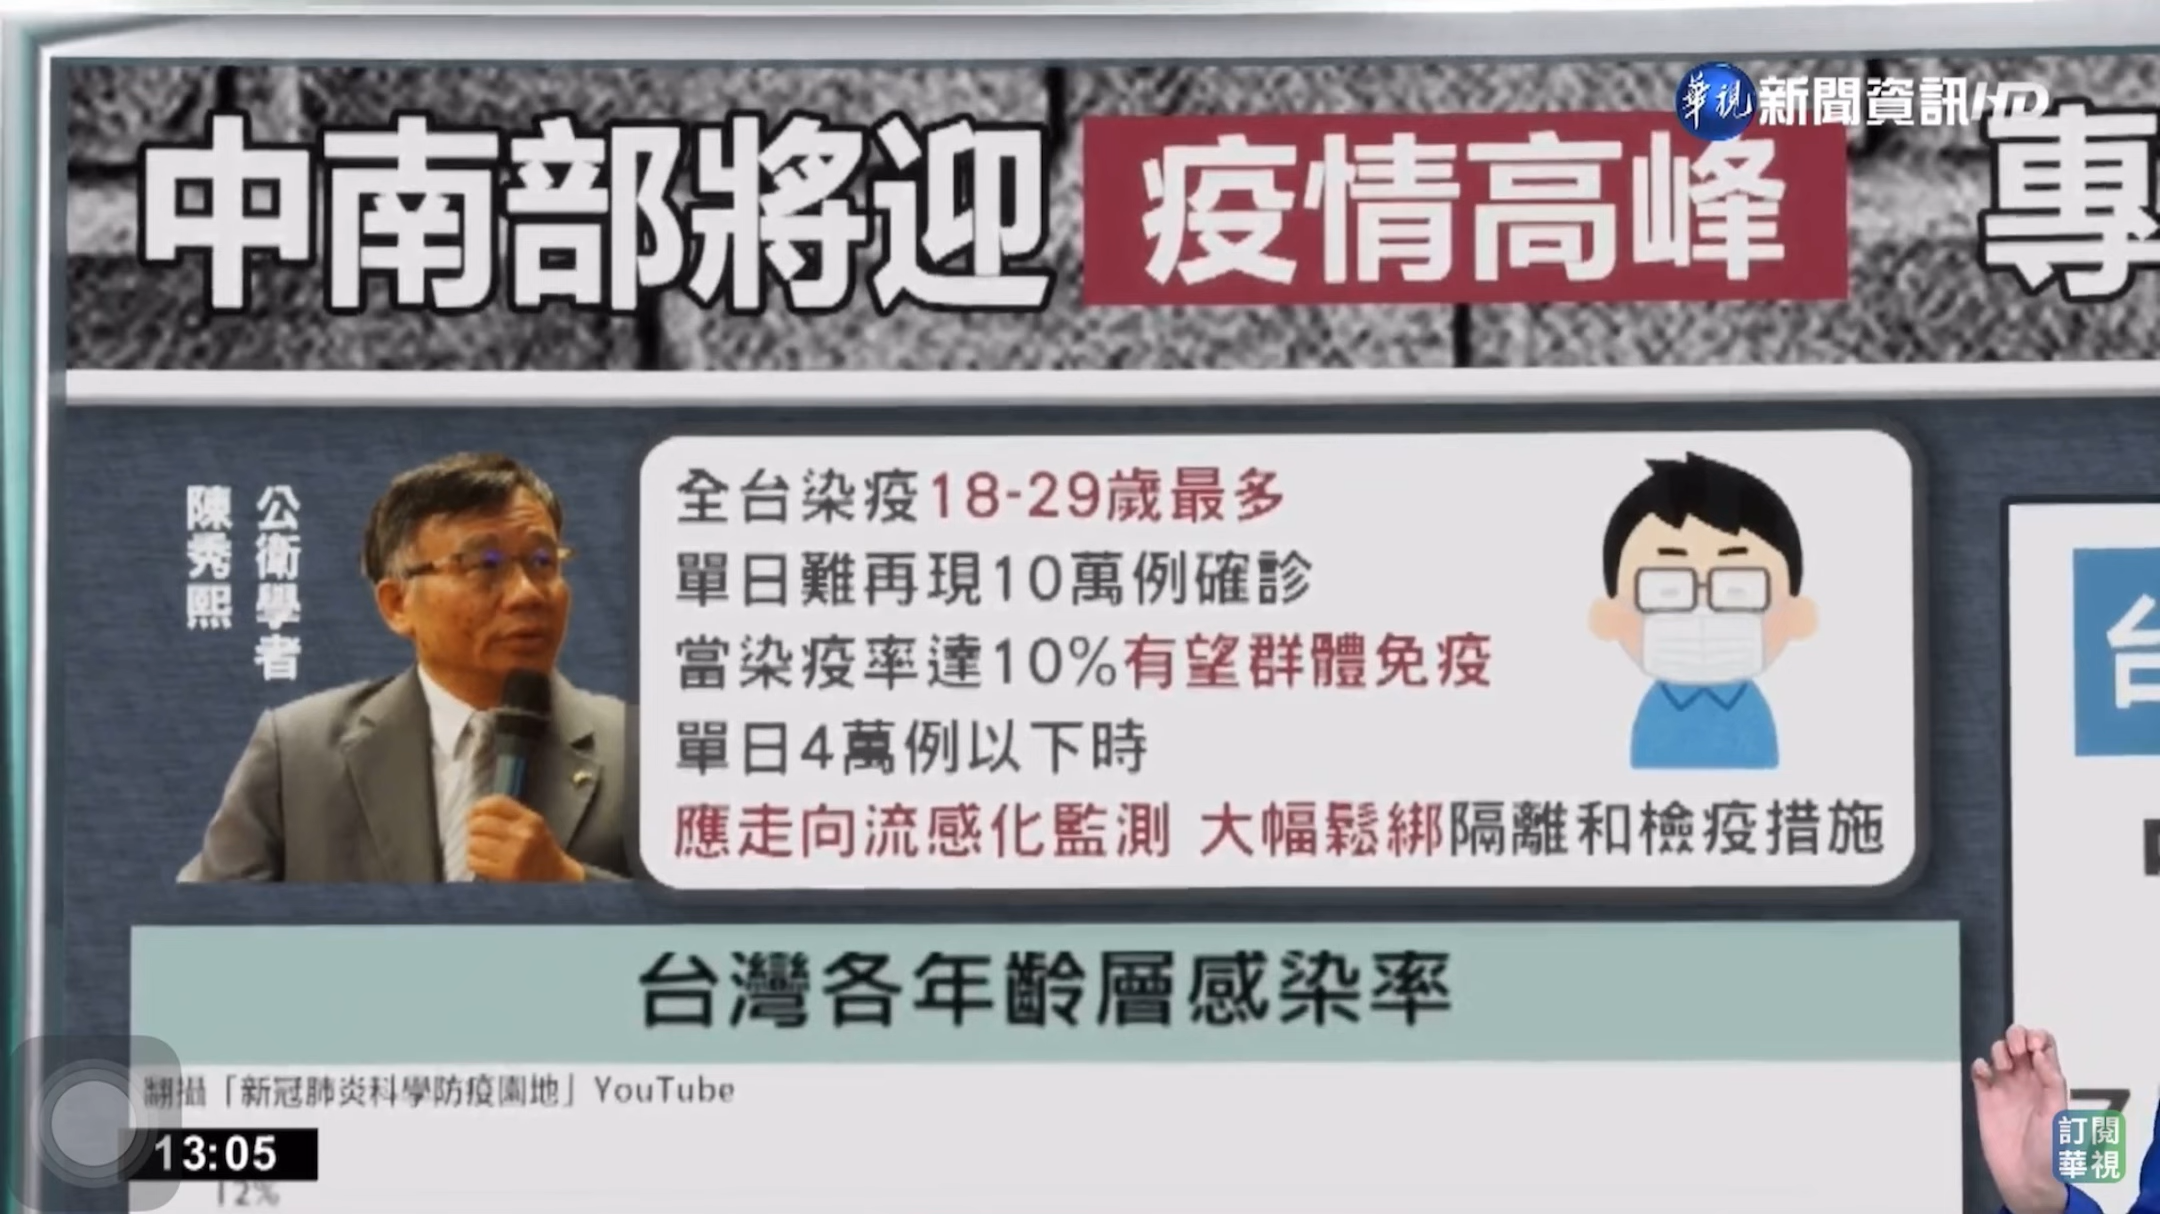 華視 新聞資訊HD
中南部將迎 疫情高峰
公衛學者
陳秀熙
全台染疫18-29歲最多
單日難再現10萬例確診
當染疫率達10%有望群體免疫
單日4萬例以下時
應走向流感化監測 大幅鬆綁隔離和檢疫措施
台灣各年齡層感染率
翻攝「新冠肺炎科學防疫園地」YouTube
13:05
12%
訂閱
華視